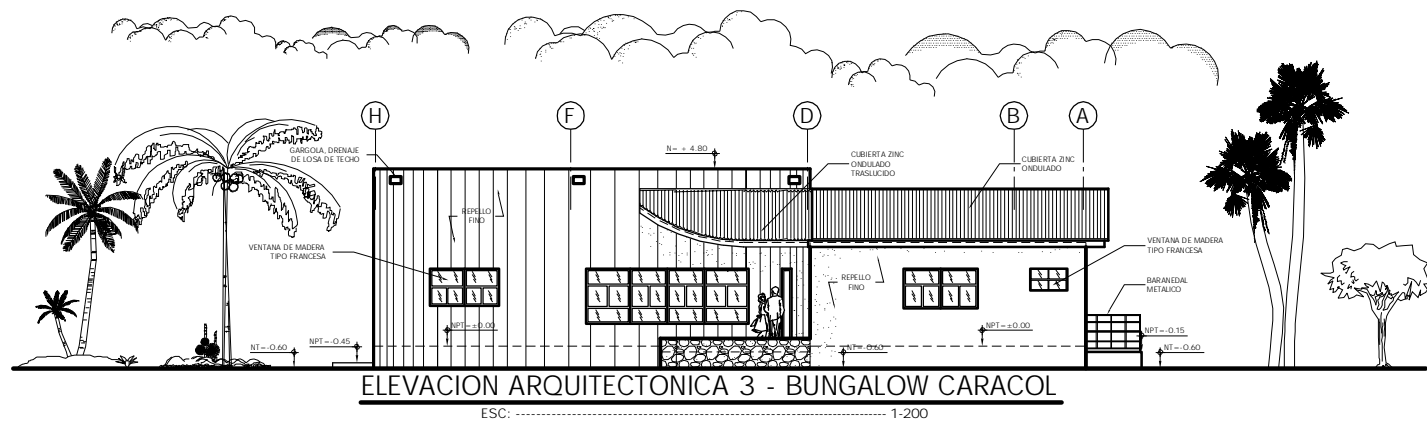 H
F
D
B
A
GARGOLA, DRENAJE
DE LOSA DE TECHO
N= + 4.80
CUBIERTA ZINC
ONDULADO
TRASLUCIDO
CUBIERTA ZINC
ONDULADO
REPELLO
FINO
VENTANA DE MADERA
TIPO FRANCESA
VENTANA DE MADERA
TIPO FRANCESA
REPELLO
FINO
BARANEDAL
METALICO
NPT=±0.00
NPT=±0.00
NPT=-0.15
NT=-0.60
NPT=-0.45
NT=-0.60
NT=-0.60
ELEVACION ARQUITECTONICA 3 - BUNGALOW CARACOL
ESC: ------------------------------------------------------------------------ 1-200